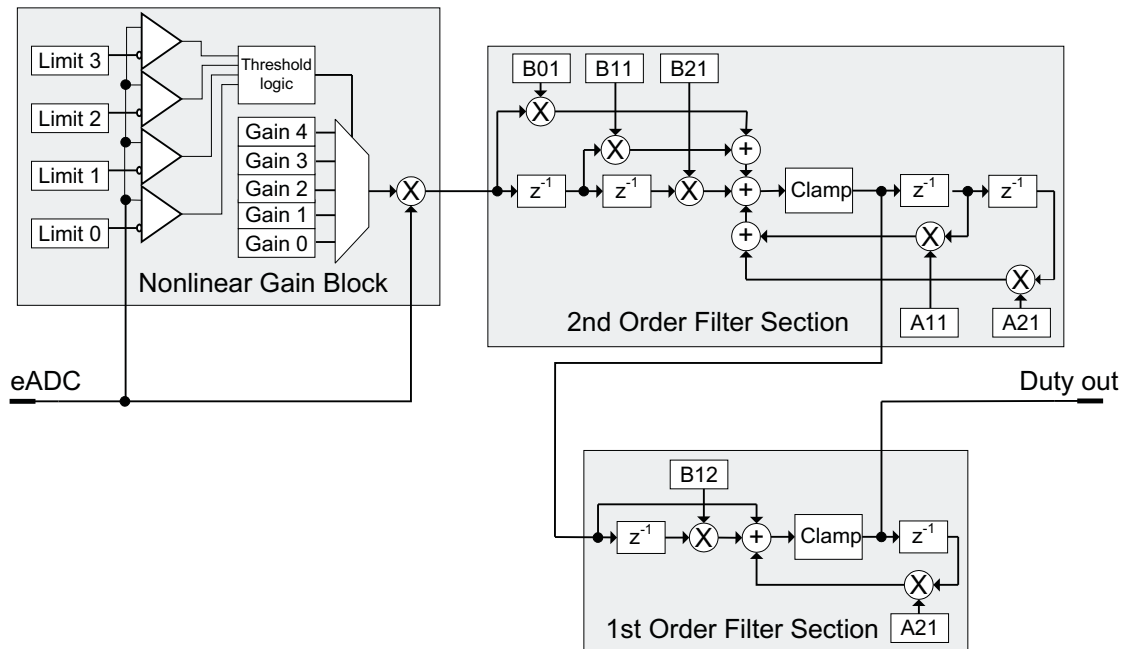 Limit 3
Limit 2
Limit 1
Limit 0
Threshold
logic
Gain 4
Gain 3
Gain 2
Gain 1
Gain 0
X
Nonlinear Gain Block
eADC
B01
B11
B21
X
X
X
+
+
+
z-1
z-1
Clamp
z-1
z-1
X
X
A11
A21
2nd Order Filter Section
Duty out
B12
z-1
X
+
Clamp
z-1
X
A21
1st Order Filter Section